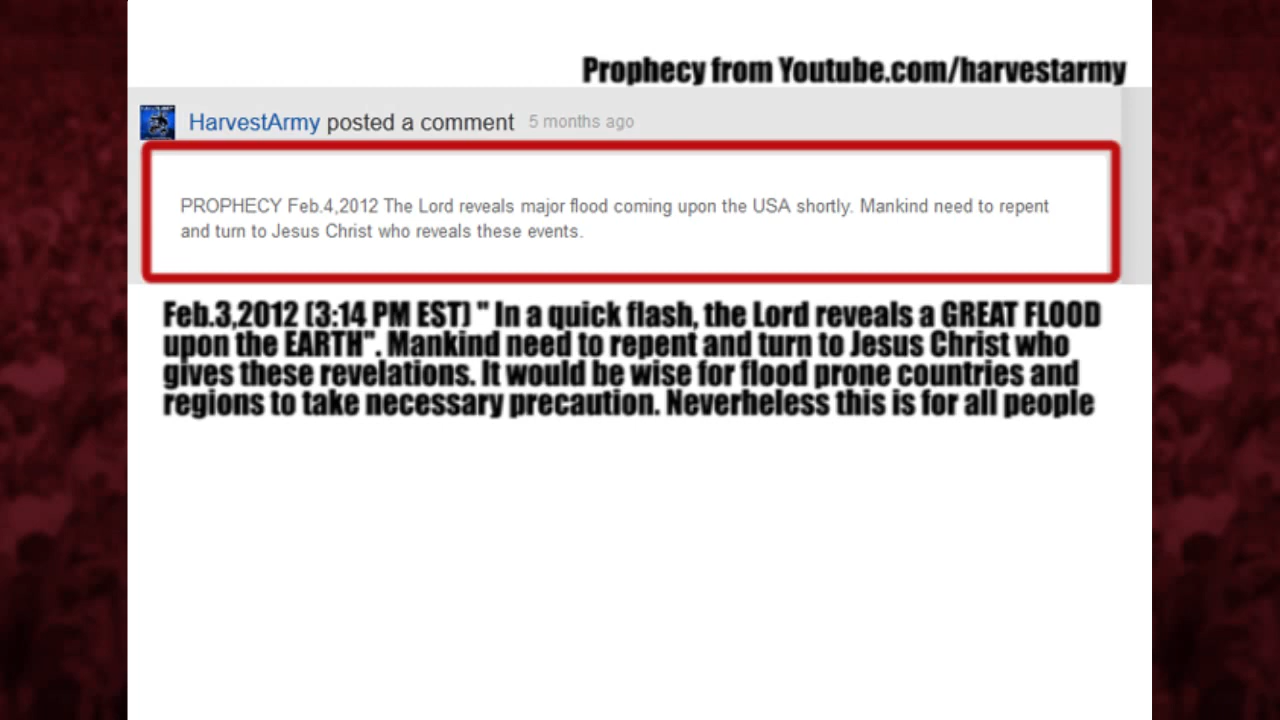 Prophecy from Youtube.com/harvestarmy
HarvestArmy posted a comment 5 months ago
PROPHECY Feb.4,2012 The Lord reveals major flood coming upon the USA shortly. Mankind need to repent
and turn to Jesus Christ who reveals these events.
Feb.3,2012 (3:14 PM EST) " In a quick flash, the Lord reveals a GREAT FLOOD
upon the EARTH". Mankind need to repent and turn to Jesus Christ who
gives these revelations. It would be wise for flood prone countries and
regions to take necessary precaution. Neverheless this is for all people